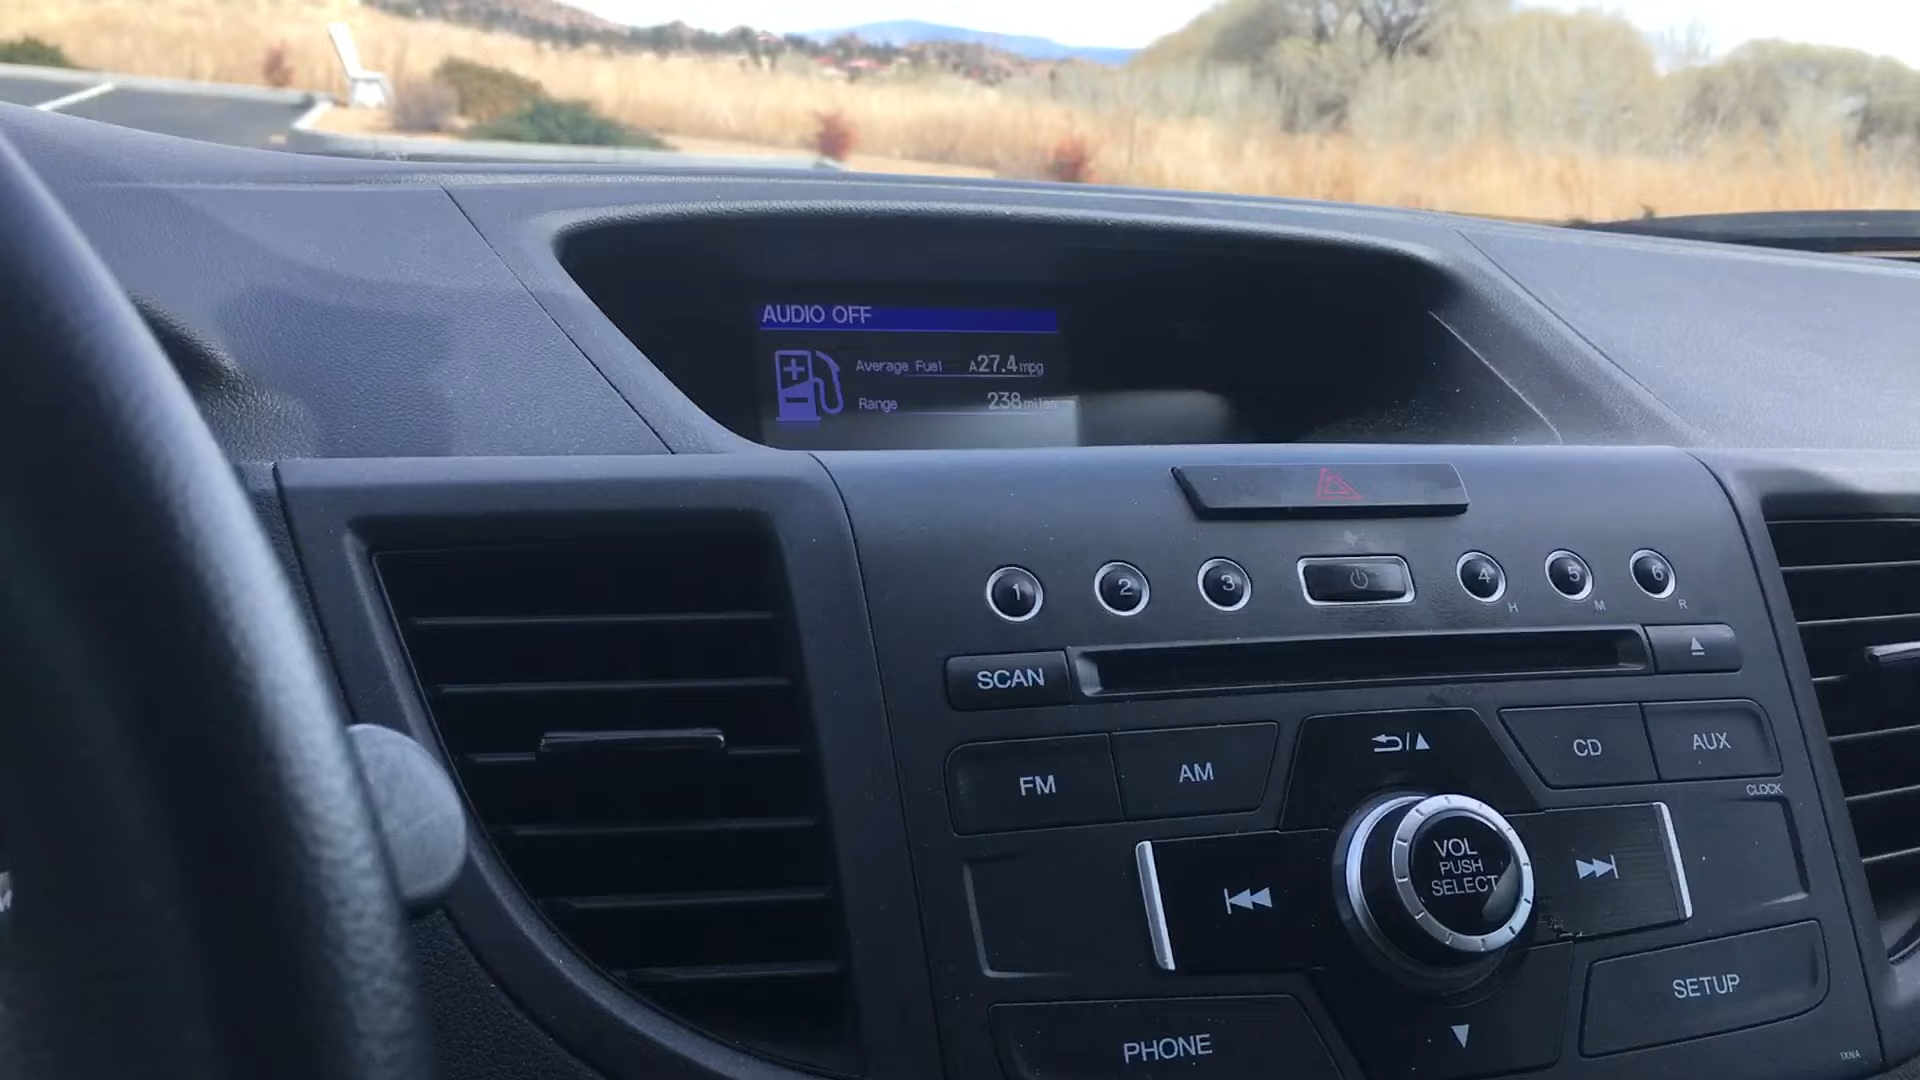 AUDIO OFF
Average Fuel A27.4mpg
Range 238miles
1 2 3 4 5 6
H M R
SCAN
FM AM CD AUX
CLOCK
VOL
PUSH
SELECT
SETUP
PHONE
1XNA